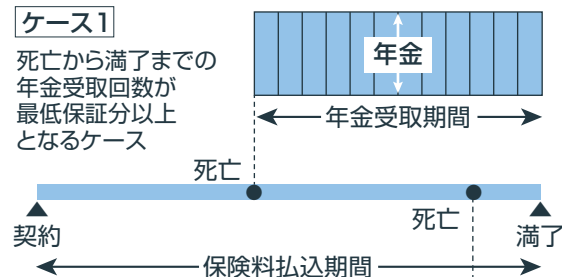 ケース1
死亡から満了までの
年金受取回数が
最低保証分以上
となるケース
年金
年金受取期間
死亡
死亡
契約
満了
保険料払込期間